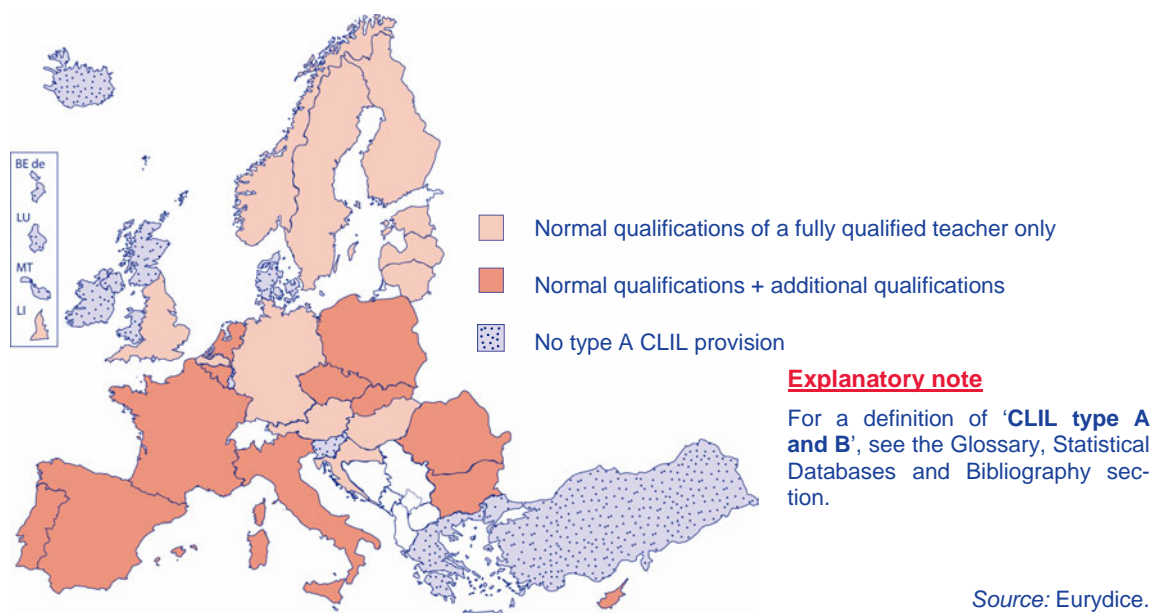 BE de
LU
MT
LI
Normal qualifications of a fully qualified teacher only
Normal qualifications + additional qualifications
No type A CLIL provision
Explanatory note
For a definition of ‘CLIL type A
and B’, see the Glossary, Statistical
Databases and Bibliography sec-
tion.
Source: Eurydice.